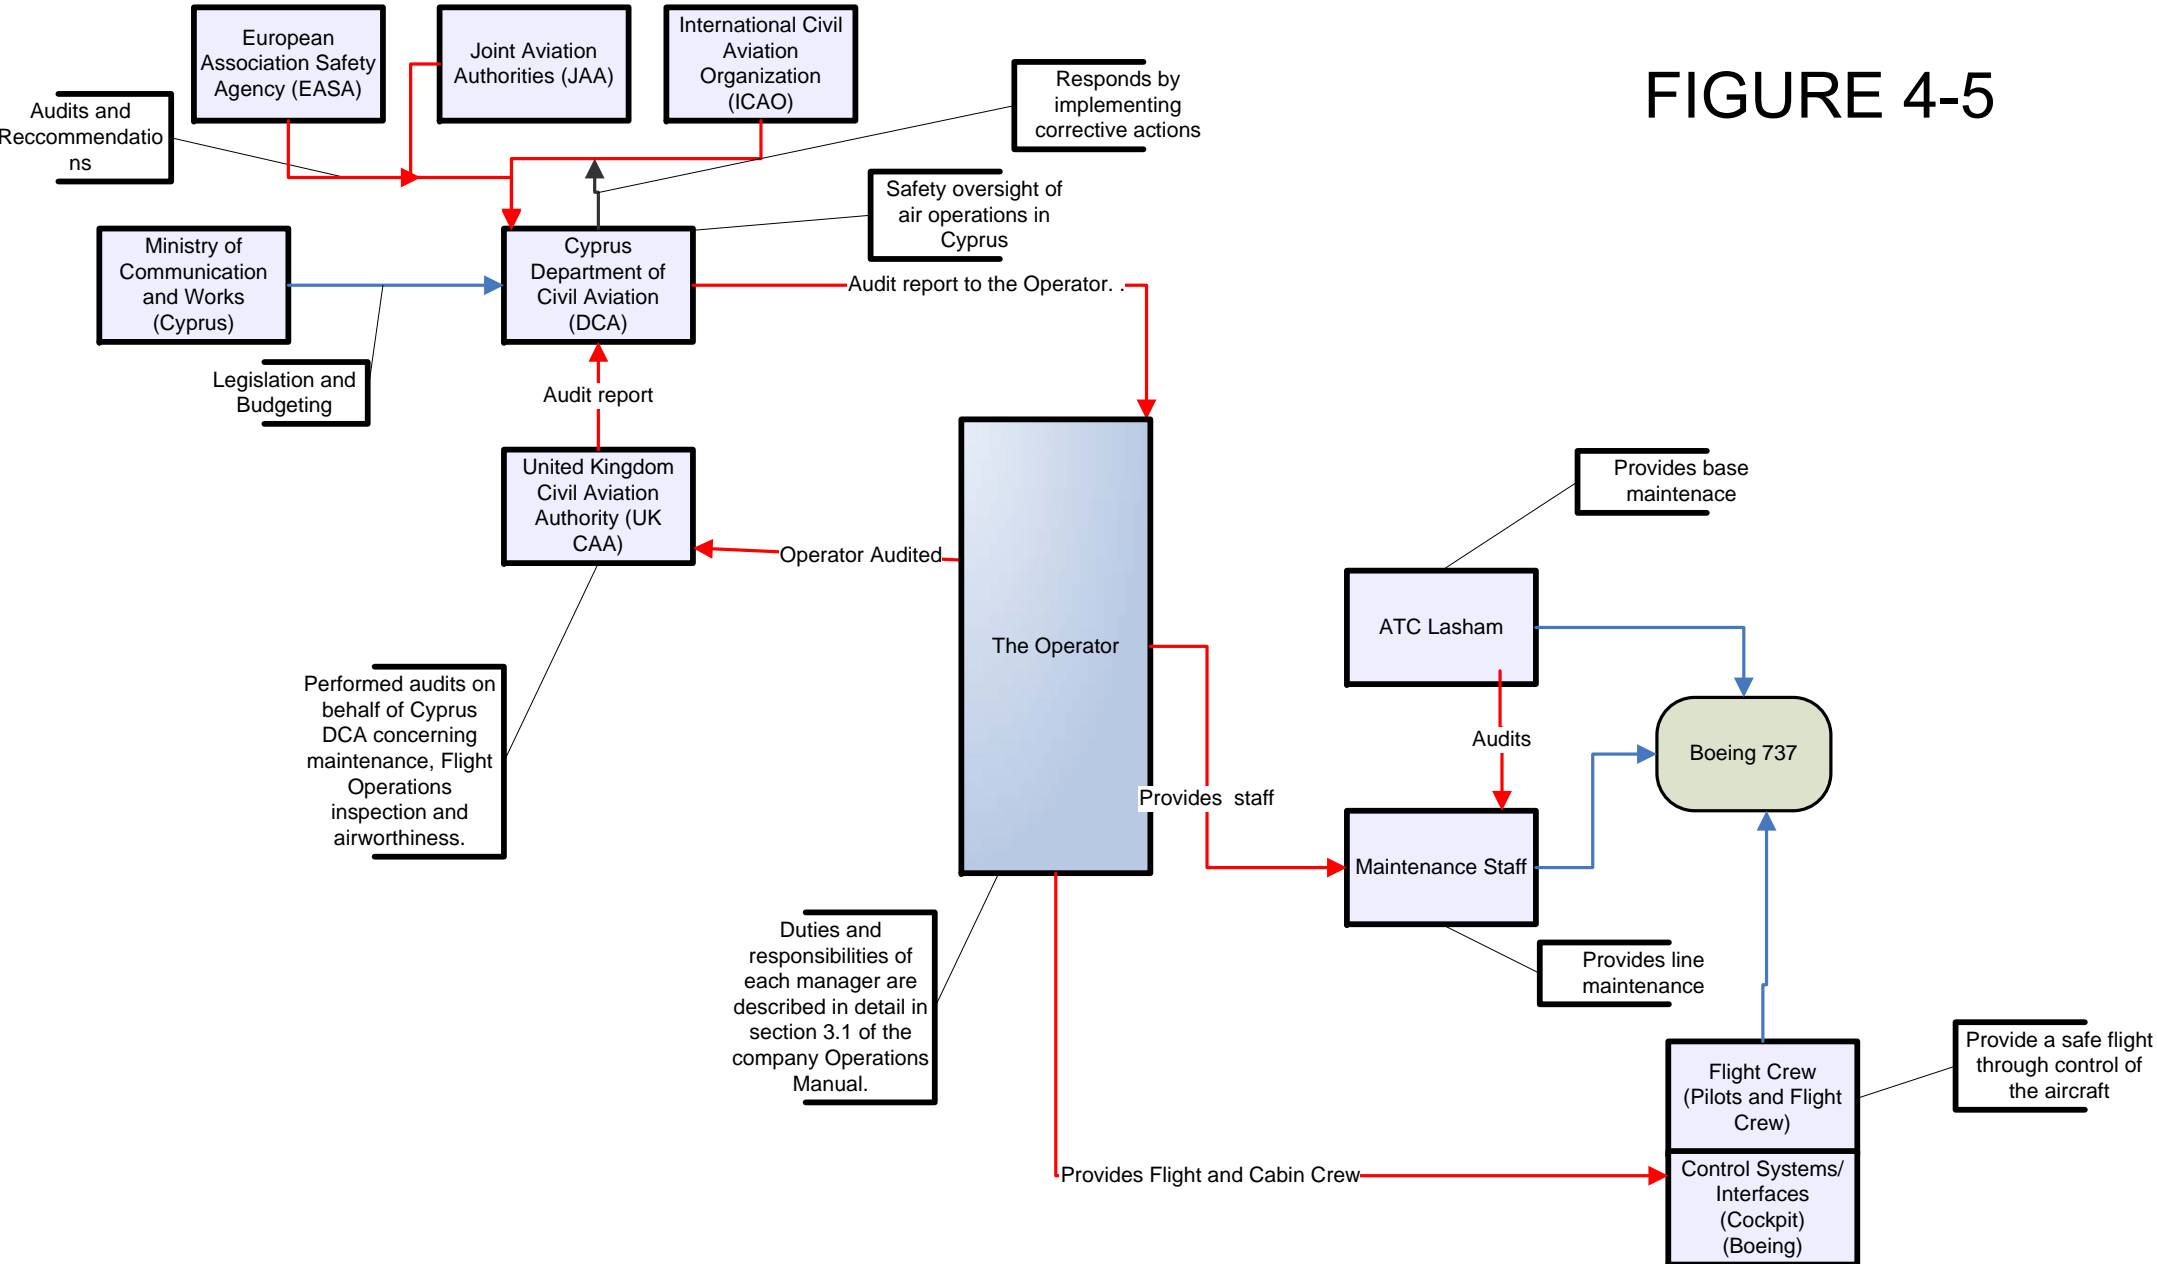 European
Association Safety
Agency (EASA)
Joint Aviation
Authorities (JAA)
International Civil
Aviation
Organization
(ICAO)
FIGURE 4-5
Responds by
implementing
corrective actions
Audits and
Reccommendatio
ns
Safety oversight of
air operations in
Cyprus
Ministry of
Communication
and Works
(Cyprus)
Cyprus
Department of
Civil Aviation
(DCA)
Audit report to the Operator. .
Legislation and
Budgeting
Audit report
United Kingdom
Civil Aviation
Authority (UK
CAA)
Operator Audited
Provides base
maintenace
The Operator
ATC Lasham
Performed audits on
behalf of Cyprus
DCA concerning
maintenance, Flight
Operations
inspection and
airworthiness.
Audits
Boeing 737
Provides  staff
Maintenance Staff
Duties and
responsibilities of
each manager are
described in detail in
section 3.1 of the
company Operations
Manual.
Provides line
maintenance
Flight Crew
(Pilots and Flight
Crew)
Provide a safe flight
through control of
the aircraft
Provides Flight and Cabin Crew
Control Systems/
Interfaces
(Cockpit)
(Boeing)